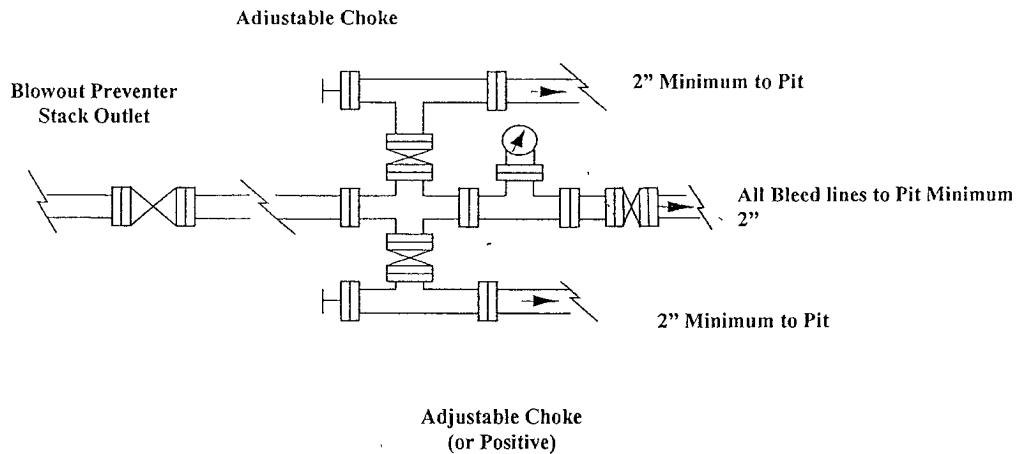 Adjustable Choke
Blowout Preventer
Stack Outlet
2” Minimum to Pit
All Bleed lines to Pit Minimum
2”
2” Minimum to Pit
Adjustable Choke
(or Positive)